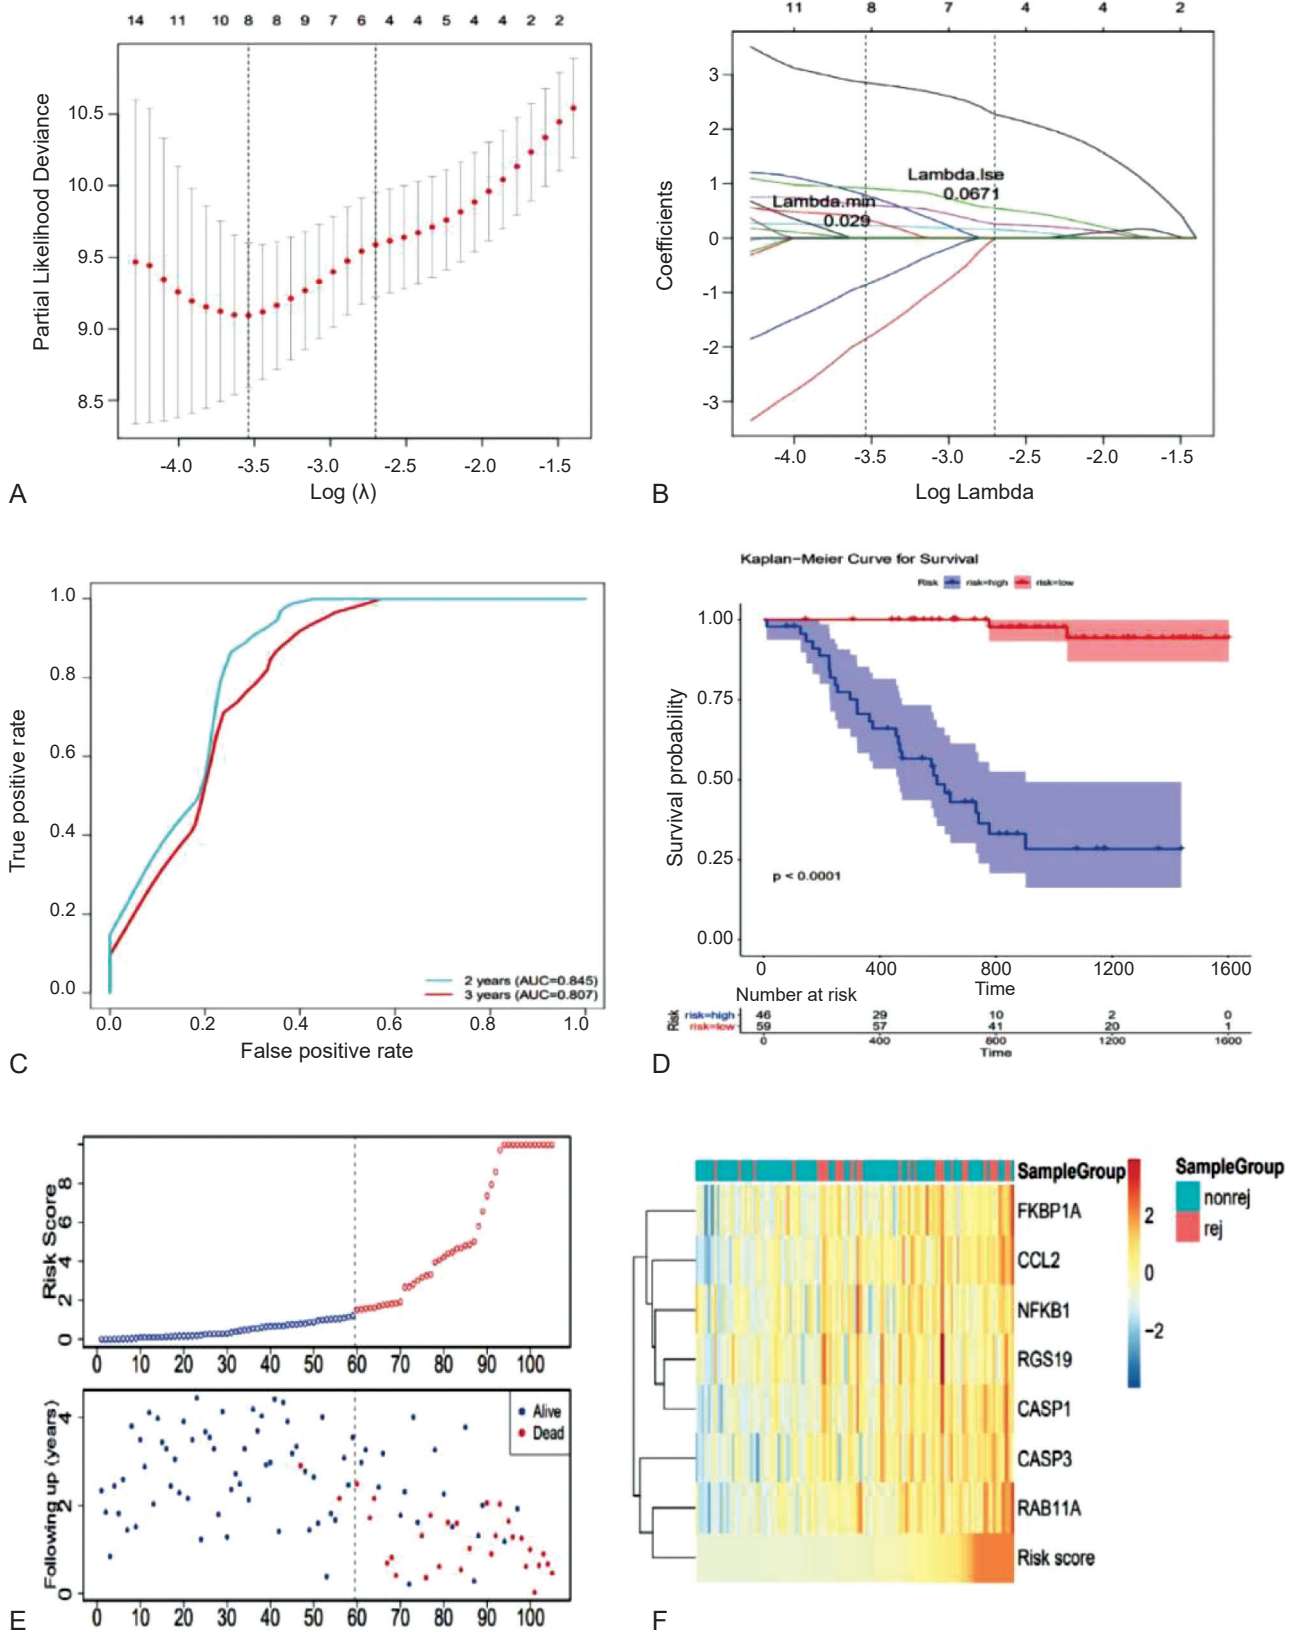 14 11 10 8 8 7 6 4 4 5 4 4 2 2
Partial Likelihood Deviance
10.5
10.0
9.5
9.0
8.5
-4.0 -3.5 -3.0 -2.5 -2.0 -1.5
Log (λ)
A
11 8 7 4 4 2
Coefficients
3
2
1
0
-1
-2
-3
Lambda.lse
0.0671
Lambda.min
0.029
-4.0 -3.5 -3.0 -2.5 -2.0 -1.5
Log Lambda
B
True positive rate
1.0
0.8
0.6
0.4
0.2
0.0
2 years (AUC=0.845)
3 years (AUC=0.807)
0.0 0.2 0.4 0.6 0.8 1.0
False positive rate
C
Kaplan-Meier Curve for Survival
Risk risk=high risk=low
Survival probability
1.00
0.75
0.50
0.25
0.00
p < 0.0001
0 400 800 1200 1600
Time
Number at risk
Risk
risk=high 46 29 10 2 0
risk=low 59 57 41 20 1
0 400 800 1200 1600
Time
D
Risk Score
8
6
4
2
0
0 10 20 30 40 50 60 70 80 90 100
Following up (years)
4
2
0
Alive
Dead
0 10 20 30 40 50 60 70 80 90 100
E
SampleGroup
FKBP1A
CCL2
NFKB1
RGS19
CASP1
CASP3
RAB11A
Risk score
2
0
-2
SampleGroup
nonrej
rej
F